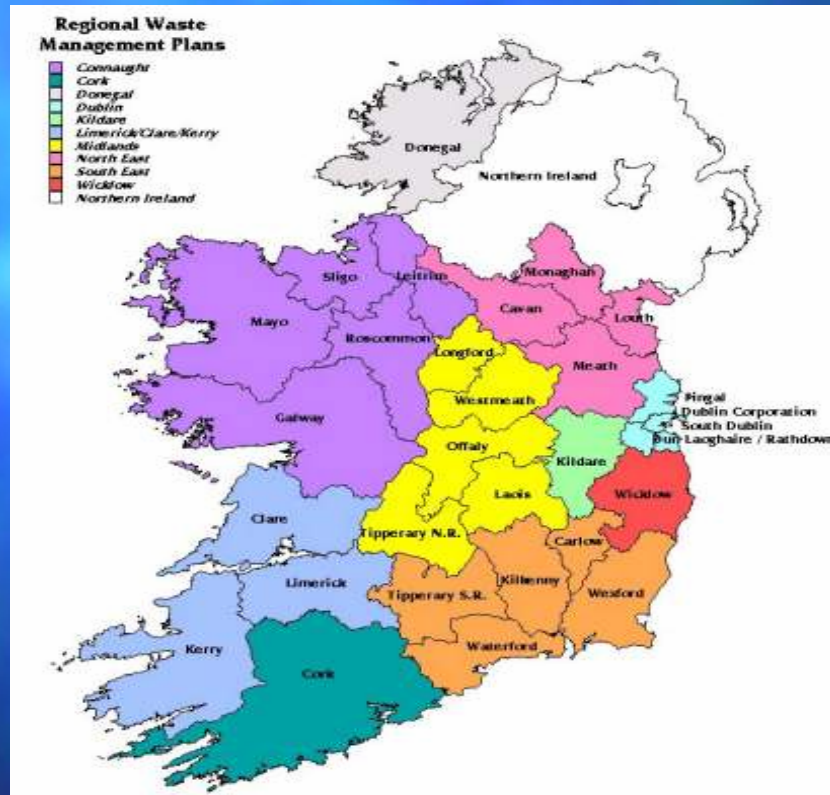 Regional Waste
Management Plans
Connaught
Cork
Donegal
Dublin
Kildare
Limerick/Clare/Kerry
Midlands
North East
South East
Wicklow
Northern Ireland
Donegal
Northern Ireland
Monaghan
Sligo
Leitrim
Cavan
Louth
Mayo
Roscommon
Longford
Meath
Westmeath
Fingal
Dublin Corporation
South Dublin
Dun Laoghaire / Rathdown
Galway
Offaly
Kildare
Wicklow
Laois
Clare
Tipperary N.R.
Carlow
Limerick
Kilkenny
Tipperary S.R.
Wexford
Waterford
Kerry
Cork